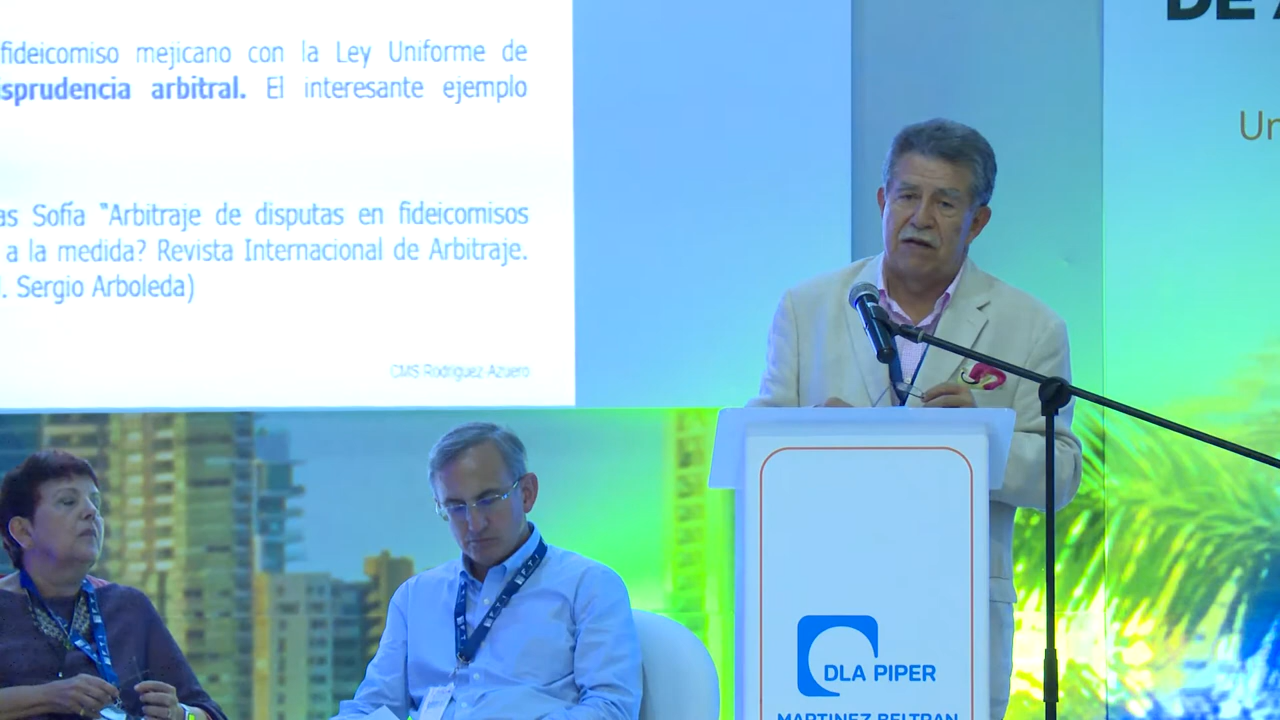 fideicomiso mejicano con la Ley Uniforme de
sprudencia arbitral. El interesante ejemplo
as Sofía "Arbitraje de disputas en fideicomisos
a la medida? Revista Internacional de Arbitraje.
. Sergio Arboleda)
CMS Rodríguez-Azuero
DE
Un
DLA PIPER
MARTINEZ BELTRAN